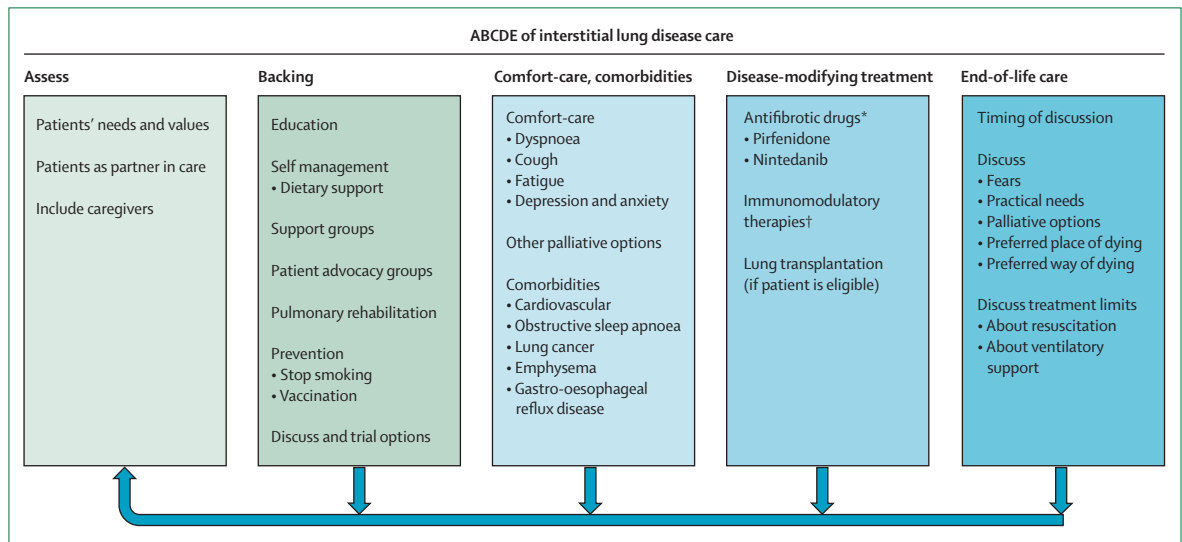 ABCDE of interstitial lung disease care
Assess
Patients' needs and values
Patients as partner in care
Include caregivers
Backing
Education
Self management
• Dietary support
Support groups
Patient advocacy groups
Pulmonary rehabilitation
Prevention
• Stop smoking
• Vaccination
Discuss and trial options
Comfort-care, comorbidities
Comfort-care
• Dyspnoea
• Cough
• Fatigue
• Depression and anxiety
Other palliative options
Comorbidities
• Cardiovascular
• Obstructive sleep apnoea
• Lung cancer
• Emphysema
• Gastro-oesophageal
reflux disease
Disease-modifying treatment
Antifibrotic drugs*
• Pirfenidone
• Nintedanib
Immunomodulatory
therapies†
Lung transplantation
(if patient is eligible)
End-of-life care
Timing of discussion
Discuss
• Fears
• Practical needs
• Palliative options
• Preferred place of dying
• Preferred way of dying
Discuss treatment limits
• About resuscitation
• About ventilatory
support